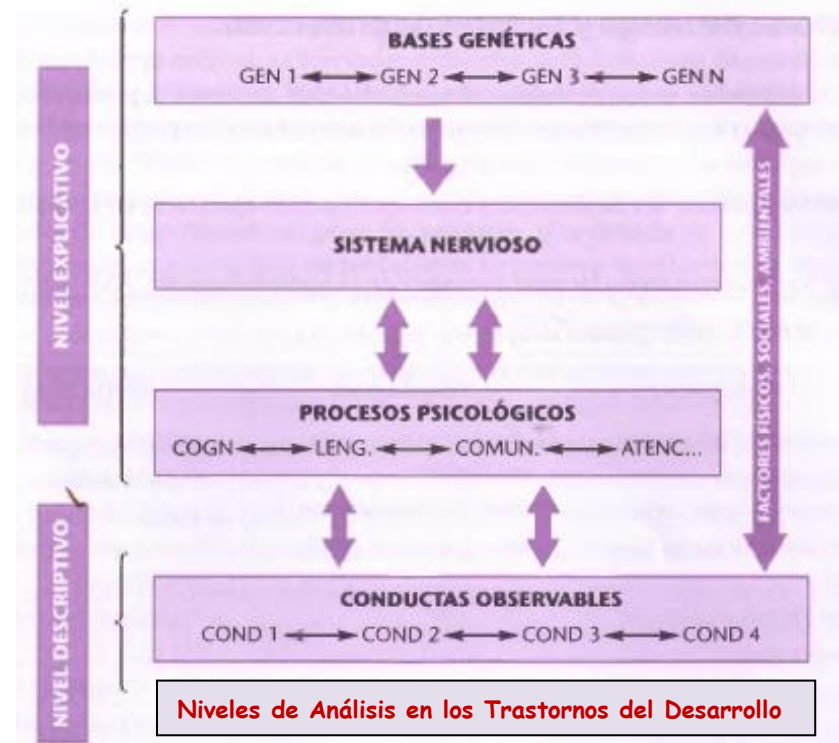 BASES GENÉTICAS
GEN 1 GEN 2 GEN 3 GEN N
NIVEL EXPLICATIVO
SISTEMA NERVIOSO
FACTORES FÍSICOS, SOCIALES, AMBIENTALES
PROCESOS PSICOLÓGICOS
COGN LENG. COMUN. ATENC...
NIVEL DESCRIPTIVO
CONDUCTAS OBSERVABLES
COND 1 COND 2 COND 3 COND 4
Niveles de Análisis en los Trastornos del Desarrollo